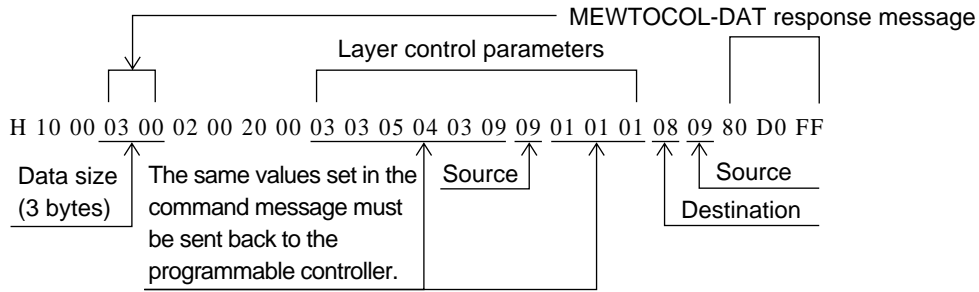 MEWTOCOL-DAT response message
Layer control parameters
H 10 00 03 00 02 00 20 00 03 03 05 04 03 09 09 01 01 01 08 09 80 D0 FF
Data size
(3 bytes)
The same values set in the
command message must
be sent back to the
programmable controller.
Source
Source
Destination